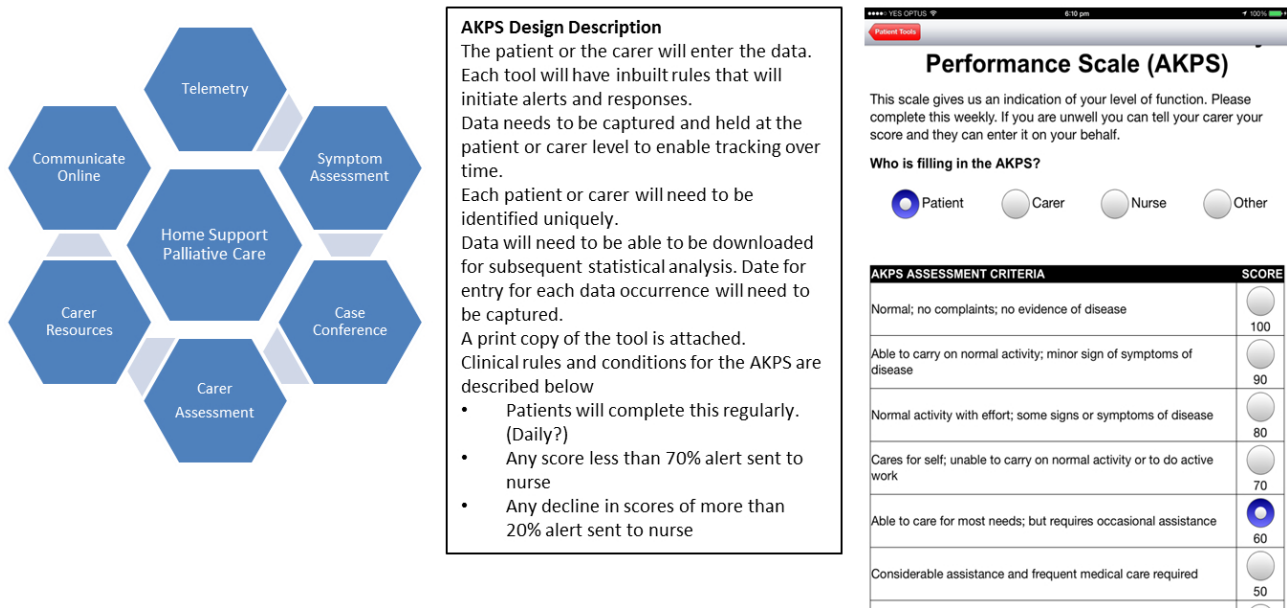 Telemetry
Communicate
Online
Symptom
Assessment
Home Support
Palliative Care
Carer
Resources
Case
Conference
Carer
Assessment
AKPS Design Description
The patient or the carer will enter the data.
Each tool will have inbuilt rules that will
initiate alerts and responses.
Data needs to be captured and held at the
patient or carer level to enable tracking over
time.
Each patient or carer will need to be
identified uniquely.
Data will need to be able to be downloaded
for subsequent statistical analysis. Date for
entry for each data occurrence will need to
be captured.
A print copy of the tool is attached.
Clinical rules and conditions for the AKPS are
described below
• Patients will complete this regularly.
(Daily?)
• Any score less than 70% alert sent to
nurse
• Any decline in scores of more than
20% alert sent to nurse
YES OPTUS 6:10 pm 100%
Patient Tools
Performance Scale (AKPS)
This scale gives us an indication of your level of function. Please
complete this weekly. If you are unwell you can tell your carer your
score and they can enter it on your behalf.
Who is filling in the AKPS?
Patient Carer Nurse Other
AKPS ASSESSMENT CRITERIA SCORE
Normal; no complaints; no evidence of disease
100
Able to carry on normal activity; minor sign of symptoms of
disease
90
Normal activity with effort; some signs or symptoms of disease
80
Cares for self; unable to carry on normal activity or to do active
work
70
Able to care for most needs; but requires occasional assistance
60
Considerable assistance and frequent medical care required
50